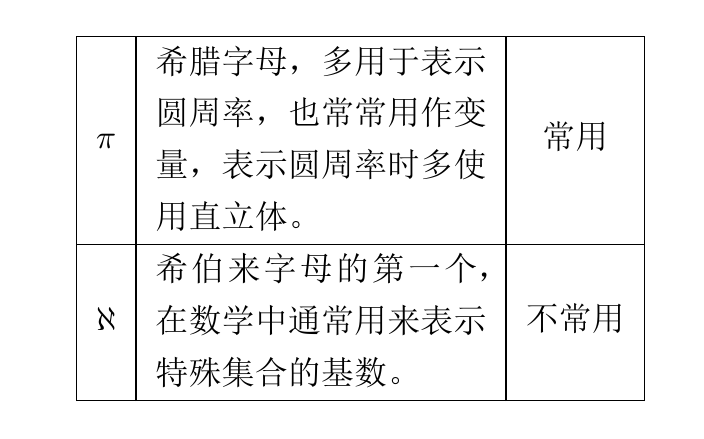 π
希腊字母，多用于表示
圆周率，也常常用作变
量，表示圆周率时多使
用直立体。
常用
ℵ
希伯来字母的第一个，
在数学中通常用来表示
特殊集合的基数。
不常用